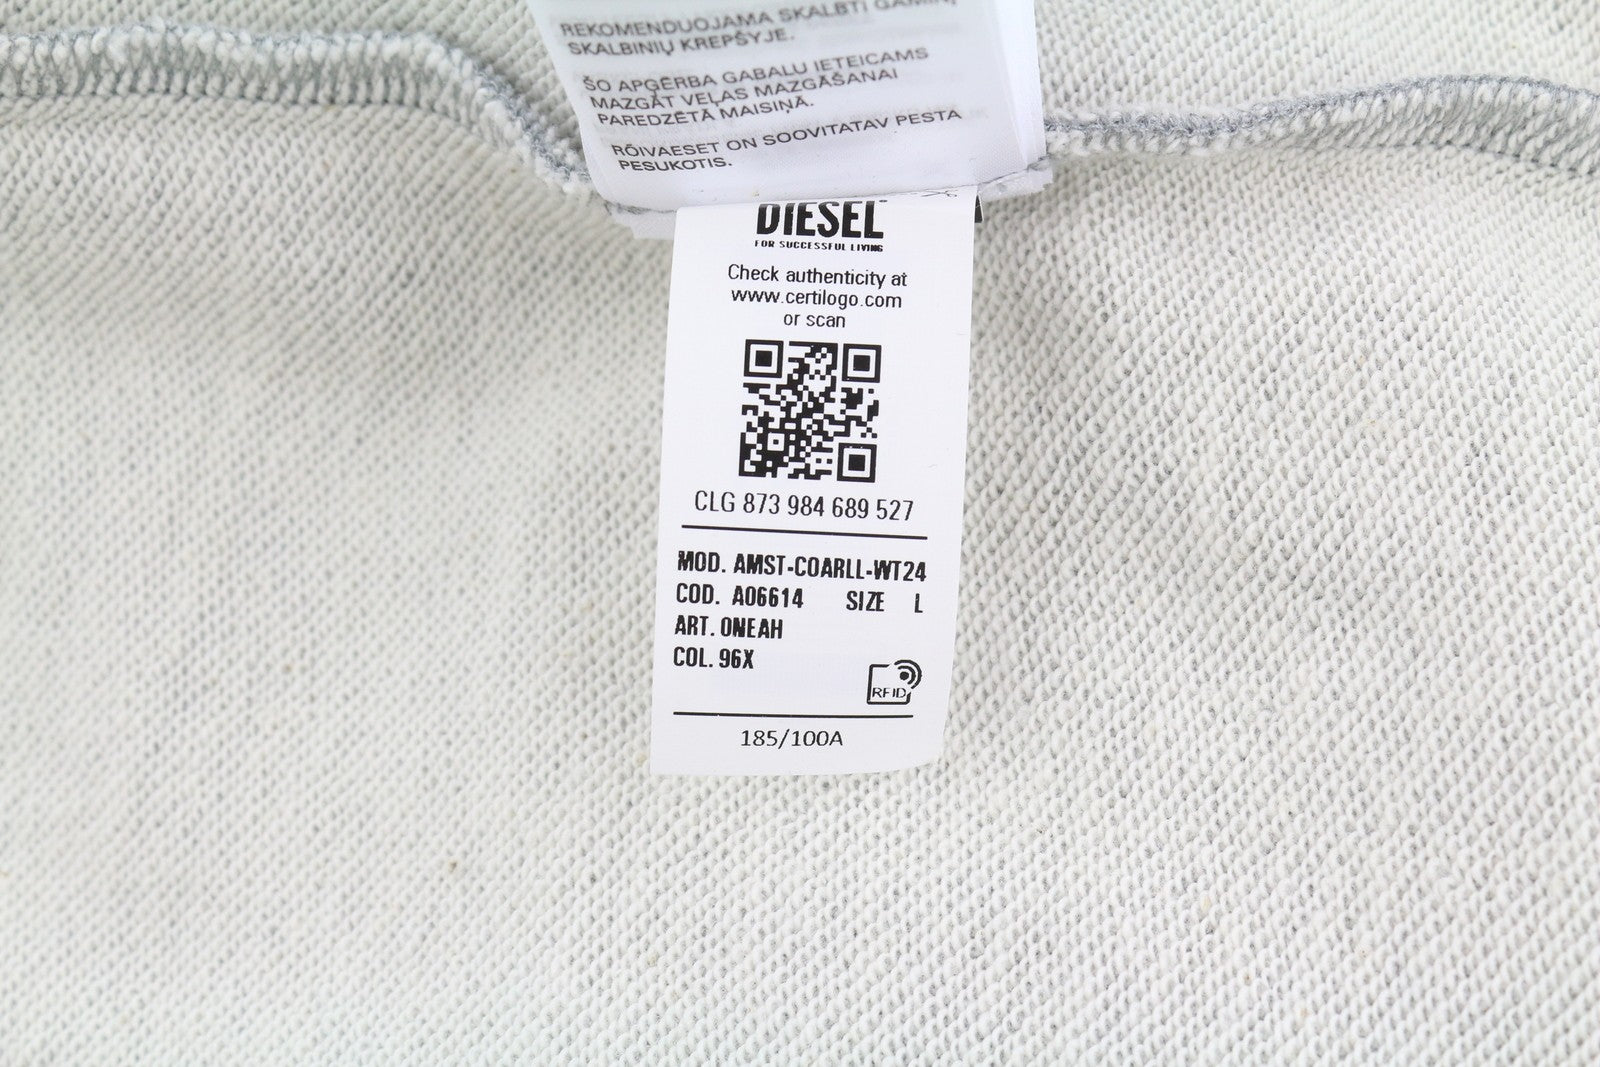 REKOMENDUOJAMA SKALBTI GAMINĮ
SKALBINIŲ KREPŠYJE.
ŠO APĢĒRBA GABALU IETEICAMS
MAZGĀT VEĻAS MAZGĀŠANAI
PAREDZĒTĀ MAISIŅĀ.
RÕIVAESET ON SOOVITATAV PESTA
PESUKOTIS.
DIESEL
FOR SUCCESSFUL LIVING
Check authenticity at
www.certilogo.com
or scan
CLG 873 984 689 527
MOD. AMST-COARLL-WT24
COD. A06614 SIZE L
ART. ONEAH
COL. 96X
RFID
185/100A